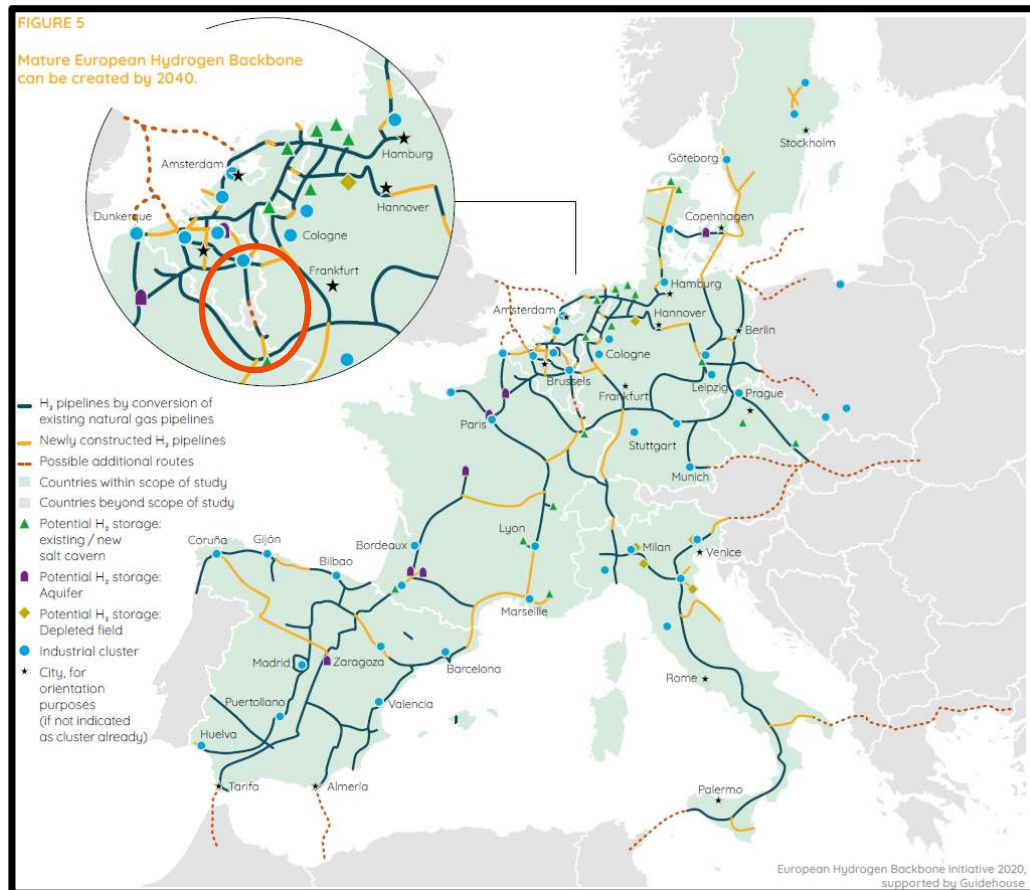 FIGURE 5
Mature European Hydrogen Backbone
can be created by 2040.
Amsterdam
Hamburg
Hannover
Dunkerque
Cologne
Frankfurt
Stockholm
Göteborg
Copenhagen
Hamburg
Amsterdam
Hannover
Berlin
Cologne
Brussels
Leipzig
Frankfurt
Prague
Paris
Stuttgart
Munich
H₂ pipelines by conversion of
existing natural gas pipelines
Newly constructed H₂ pipelines
Possible additional routes
Countries within scope of study
Countries beyond scope of study
Potential H₂ storage:
existing / new
salt cavern
Potential H₂ storage:
Aquifer
Potential H₂ storage:
Depleted field
Industrial cluster
City, for
orientation
purposes
(if not indicated
as cluster already)
Lyon
Coruña
Gijón
Bordeaux
Milan
Venice
Bilbao
Marseille
Madrid
Zaragoza
Barcelona
Rome
Puertollano
Valencia
Huelva
Tarifa
Almería
Palermo
European Hydrogen Backbone initiative 2020,
supported by Guidehouse